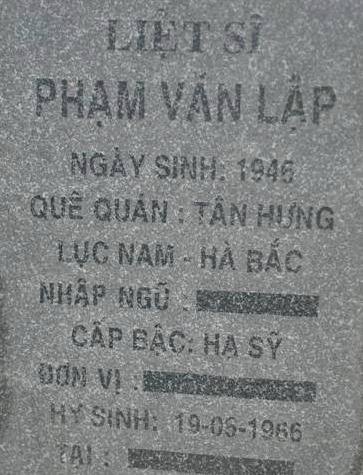 LIỆT SĨ
PHẠM VĂN LẬP
NGÀY SINH: 1946
QUÊ QUÁN : TÂN HƯNG
LỤC NAM - HÀ BẮC
NHẬP NGŨ :
CẤP BẬC: HẠ SỸ
ĐƠN VỊ :
HY SINH: 19-06-1966
TẠI :